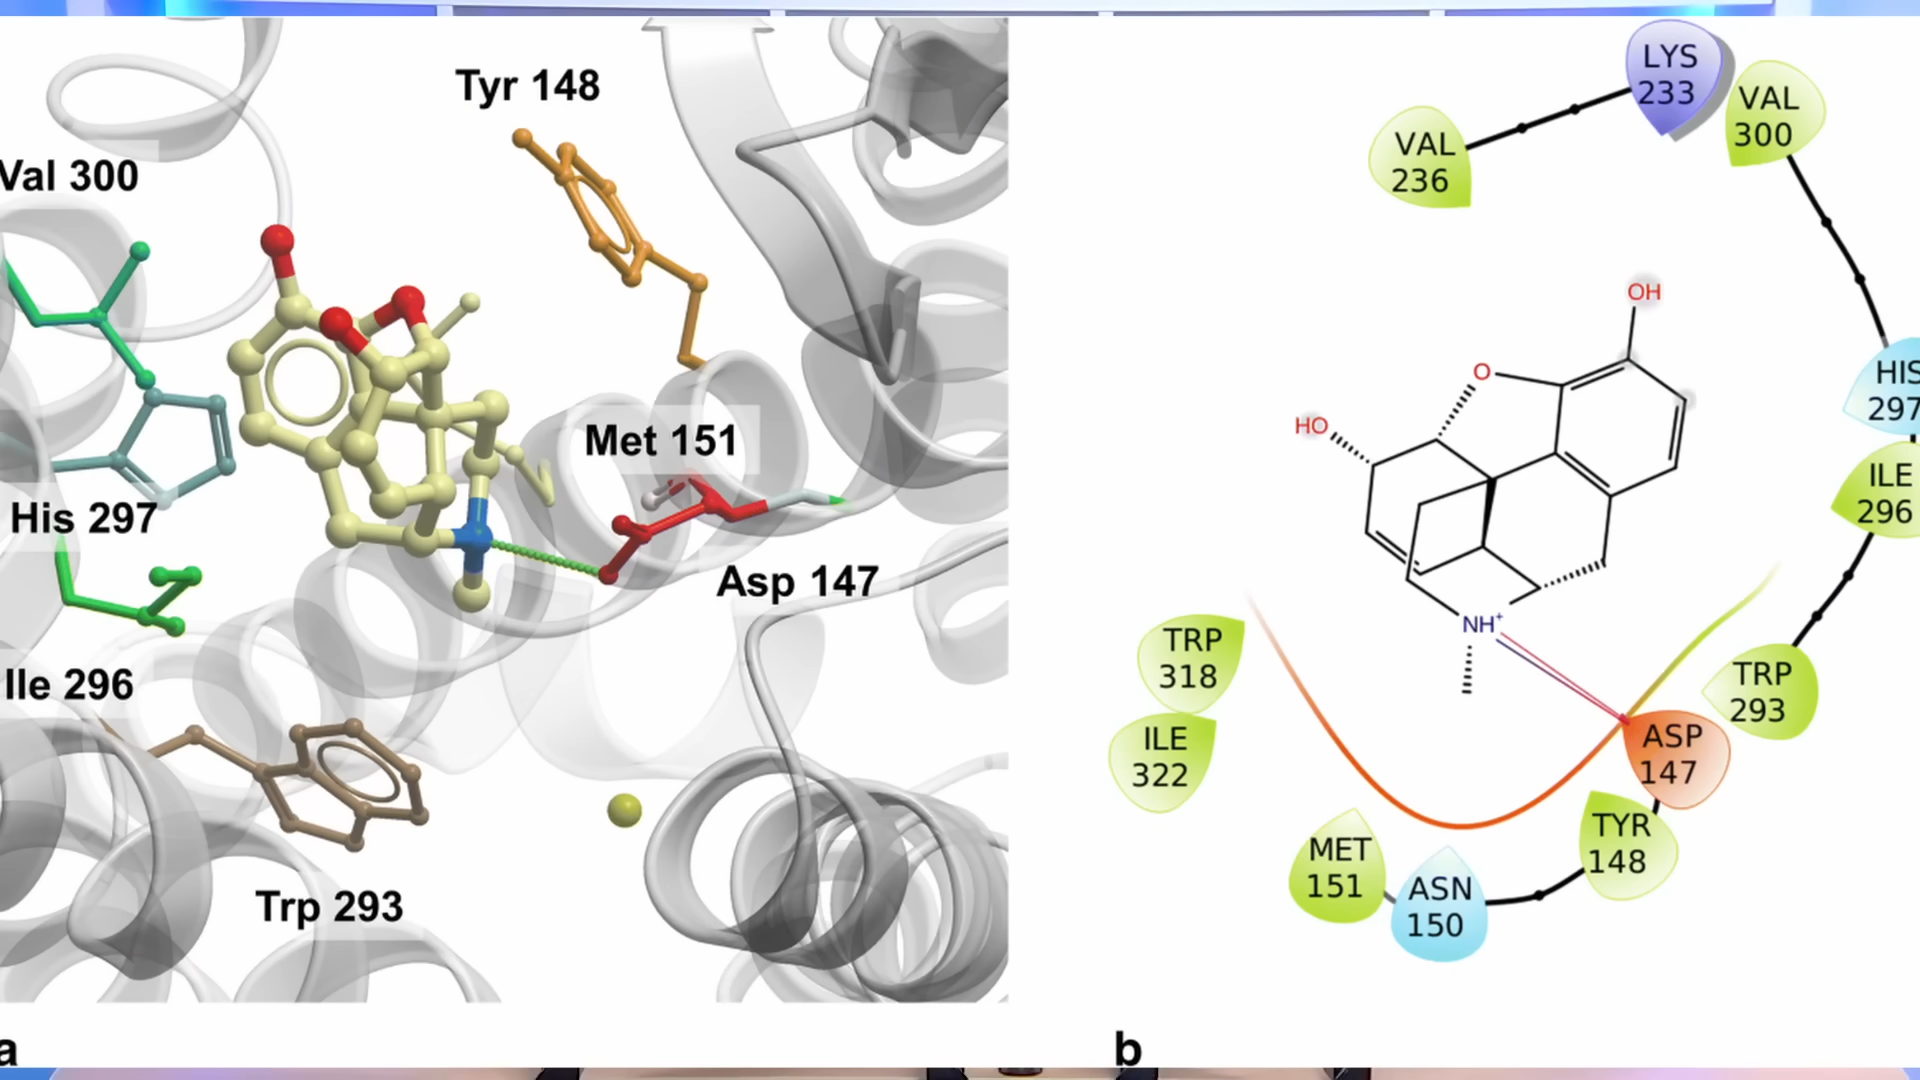 Tyr 148
Val 300
Met 151
His 297
Asp 147
Ile 296
Trp 293
a
LYS
233
VAL
300
VAL
236
OH
O
HIS
297
HO
ILE
296
NH+
TRP
318
TRP
293
ILE
322
ASP
147
TYR
148
MET
151
ASN
150
b